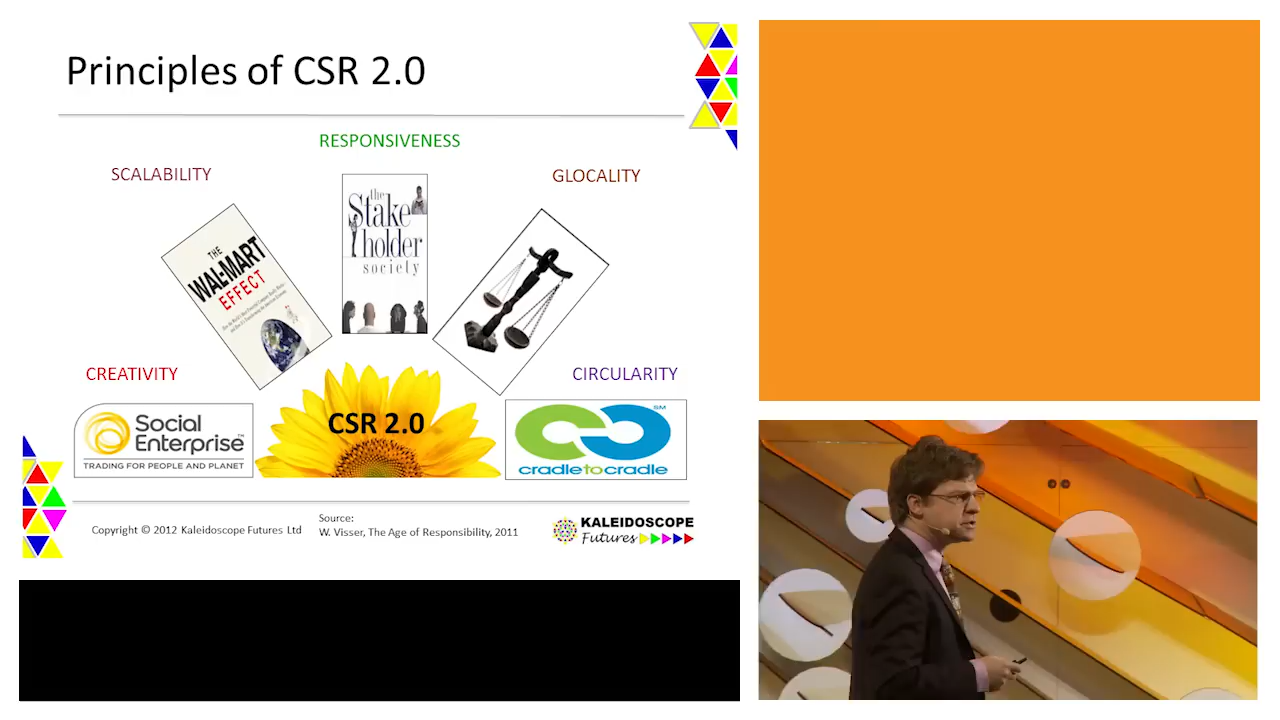 Principles of CSR 2.0
RESPONSIVENESS
SCALABILITY
GLOCALITY
THE
WAL-MART
EFFECT
the
Stake
holder
society
CREATIVITY
CIRCULARITY
Social
Enterprise
TRADING FOR PEOPLE AND PLANET
CSR 2.0
SM
cradletocradle
Copyright © 2012 Kaleidoscope Futures Ltd
Source:
W. Visser, The Age of Responsibility, 2011
KALEIDOSCOPE
Futures